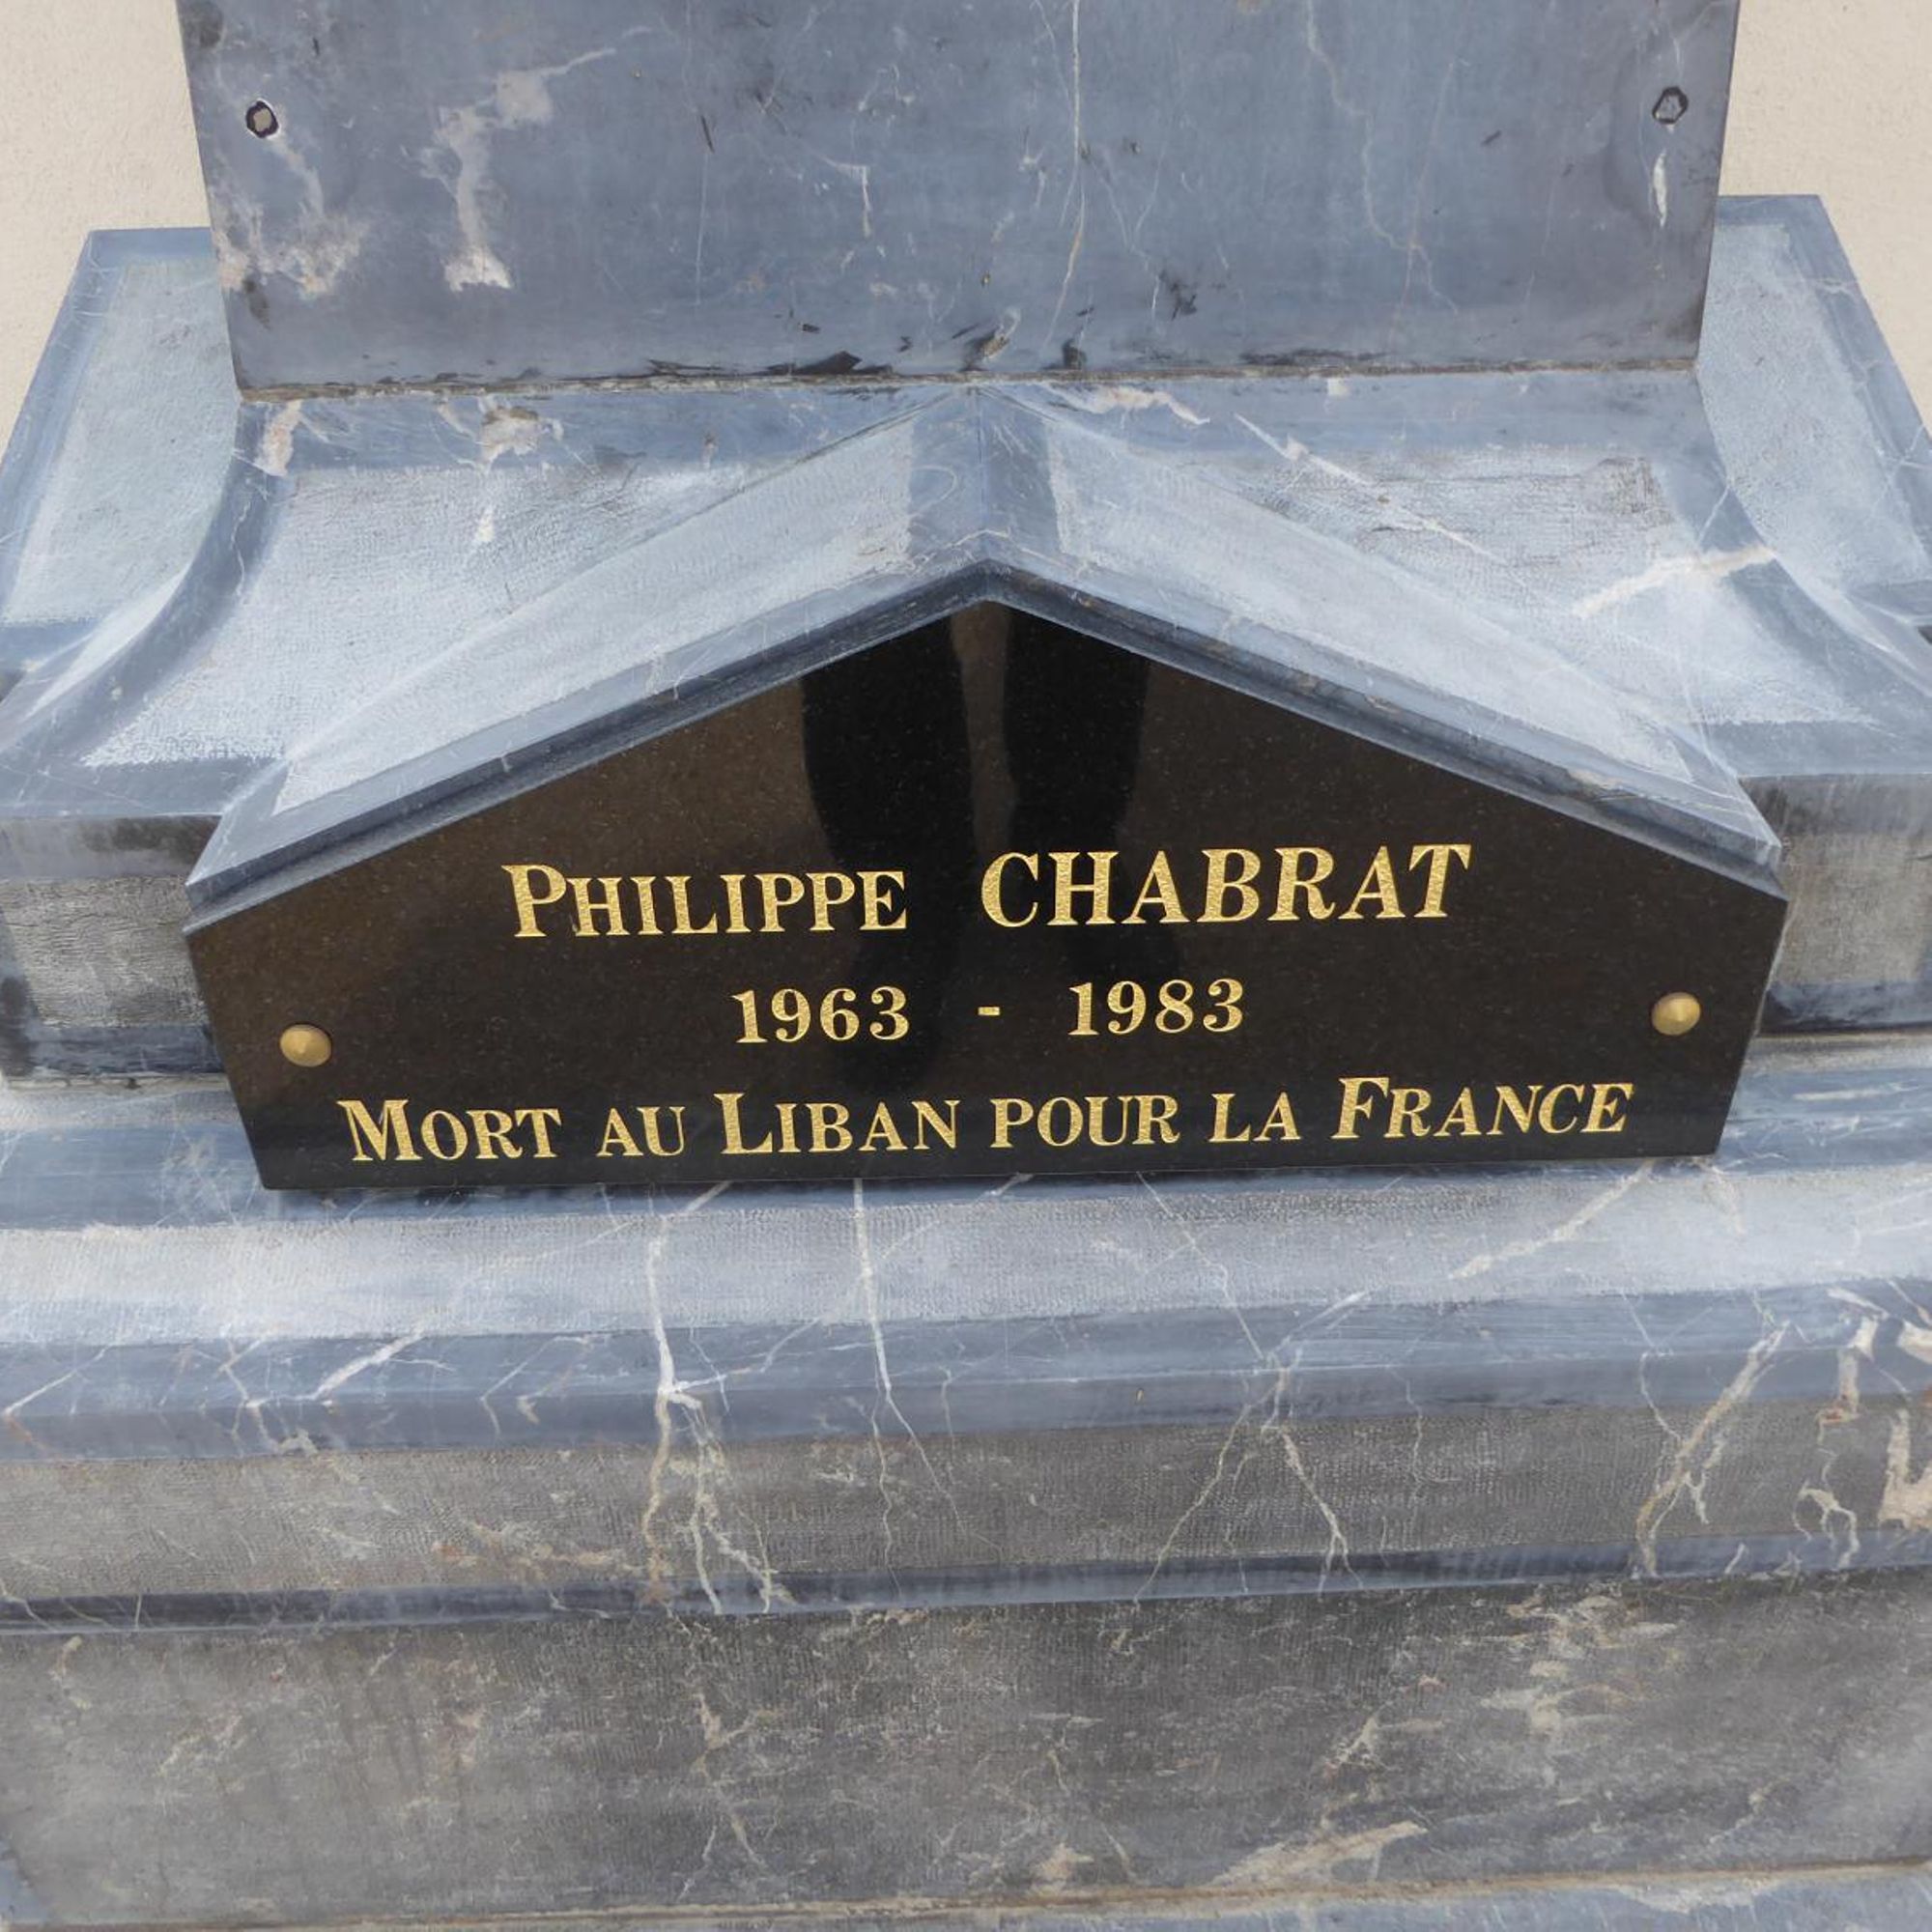 PHILIPPE CHABRAT
1963 - 1983
MORT AU LIBAN POUR LA FRANCE